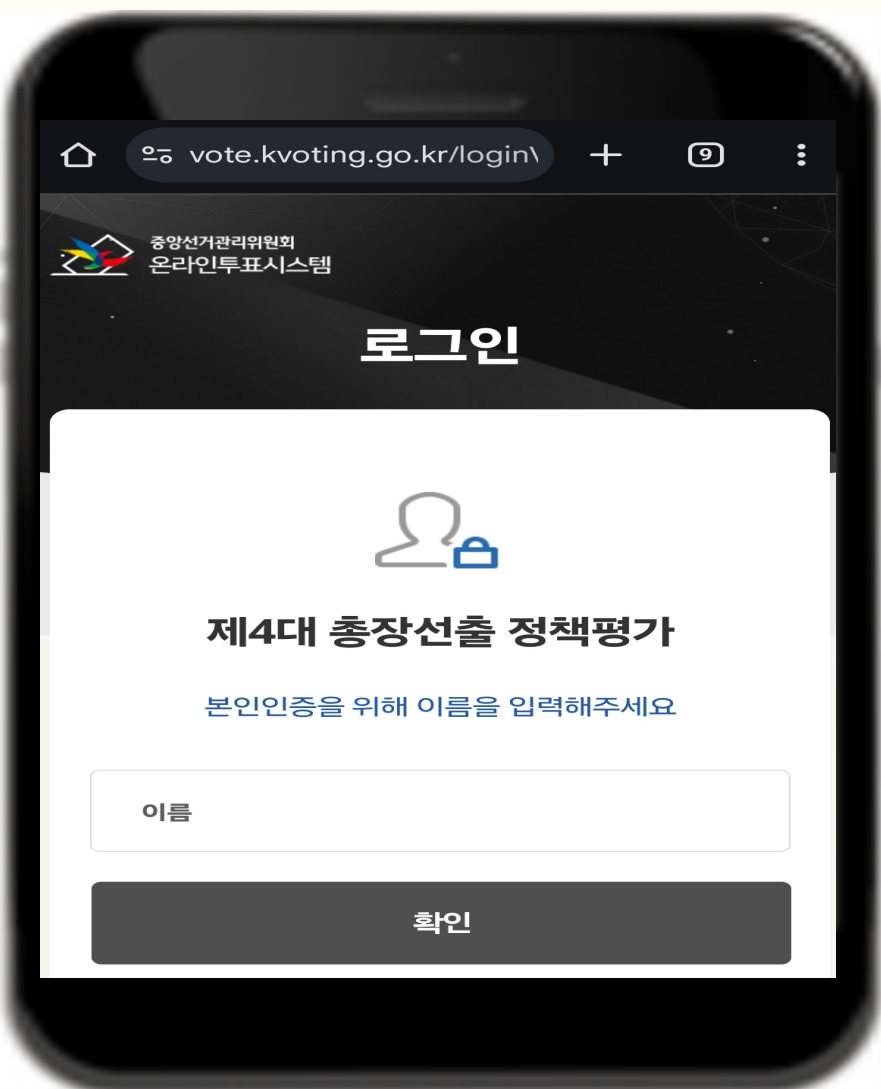 vote.kvoting.go.kr/login\
9
중앙선거관리위원회
온라인투표시스템
로그인
제4대 총장선출 정책평가
본인인증을 위해 이름을 입력해주세요
이름
확인